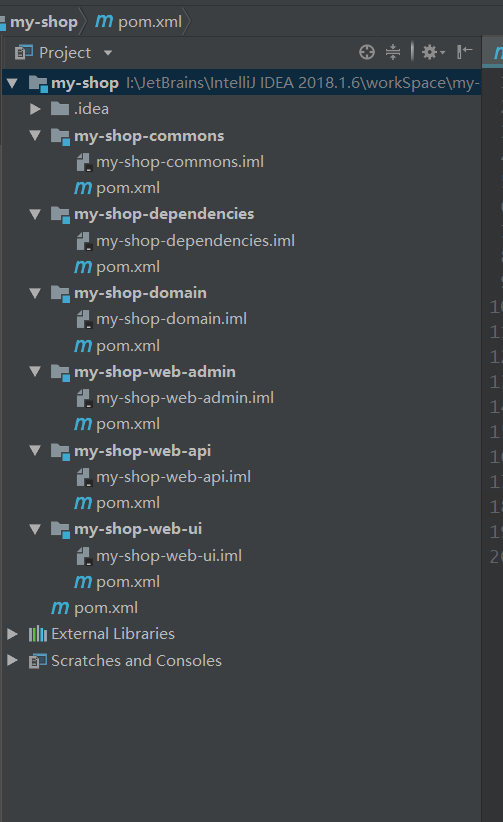 my-shop pom.xml
Project
my-shop I:\JetBrains\IntelliJ IDEA 2018.1.6\workSpace\my-
.idea
my-shop-commons
my-shop-commons.iml
pom.xml
my-shop-dependencies
my-shop-dependencies.iml
pom.xml
my-shop-domain
my-shop-domain.iml
pom.xml
my-shop-web-admin
my-shop-web-admin.iml
pom.xml
my-shop-web-api
my-shop-web-api.iml
pom.xml
my-shop-web-ui
my-shop-web-ui.iml
pom.xml
pom.xml
External Libraries
Scratches and Consoles